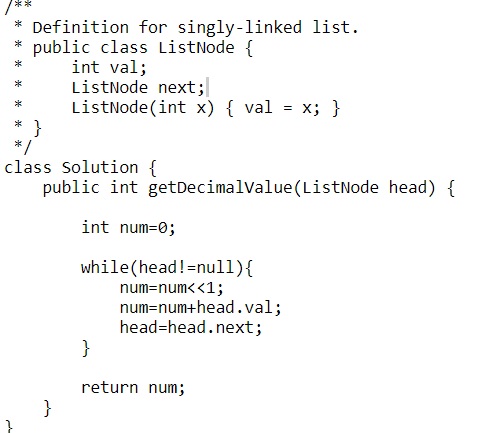 /**
 * Definition for singly-linked list.
 * public class ListNode {
 *     int val;
 *     ListNode next;
 *     ListNode(int x) { val = x; }
 * }
 */
class Solution {
    public int getDecimalValue(ListNode head) {

        int num=0;

        while(head!=null){
            num=num<<1;
            num=num+head.val;
            head=head.next;
        }

        return num;
    }
}